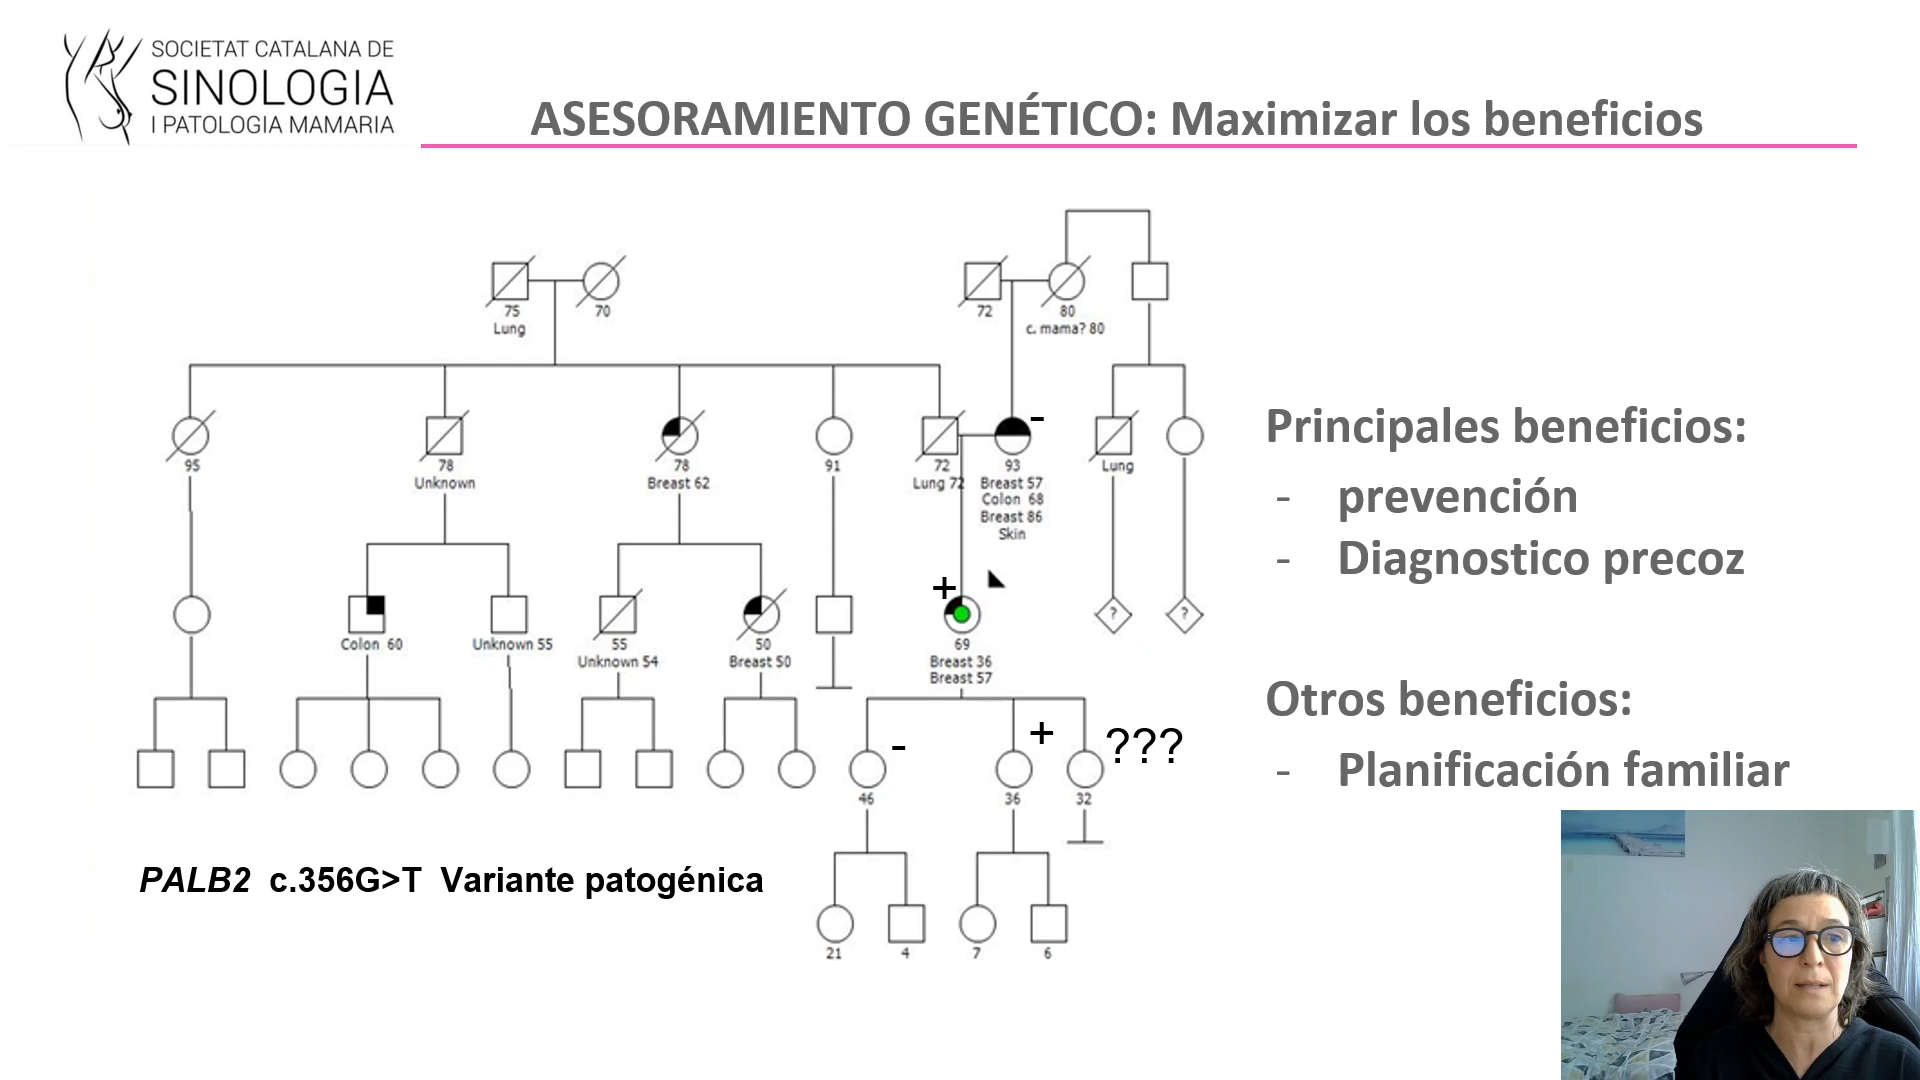 SOCIETAT CATALANA DE
SINOLOGIA
I PATOLOGIA MAMARIA
ASESORAMIENTO GENÉTICO: Maximizar los beneficios
75
Lung
70
72
80
c. mama? 80
95
78
Unknown
78
Breast 62
91
72
Lung 72
-
93
Breast 57
Colon 68
Breast 86
Skin
Lung
Colon 60
Unknown 55
55
Unknown 54
50
Breast 50
+
69
Breast 36
Breast 57
?
?
-
46
+
36
???
32
21
4
7
6
PALB2 c.356G>T Variante patogénica
Principales beneficios:
- prevención
- Diagnostico precoz
Otros beneficios:
- Planificación familiar